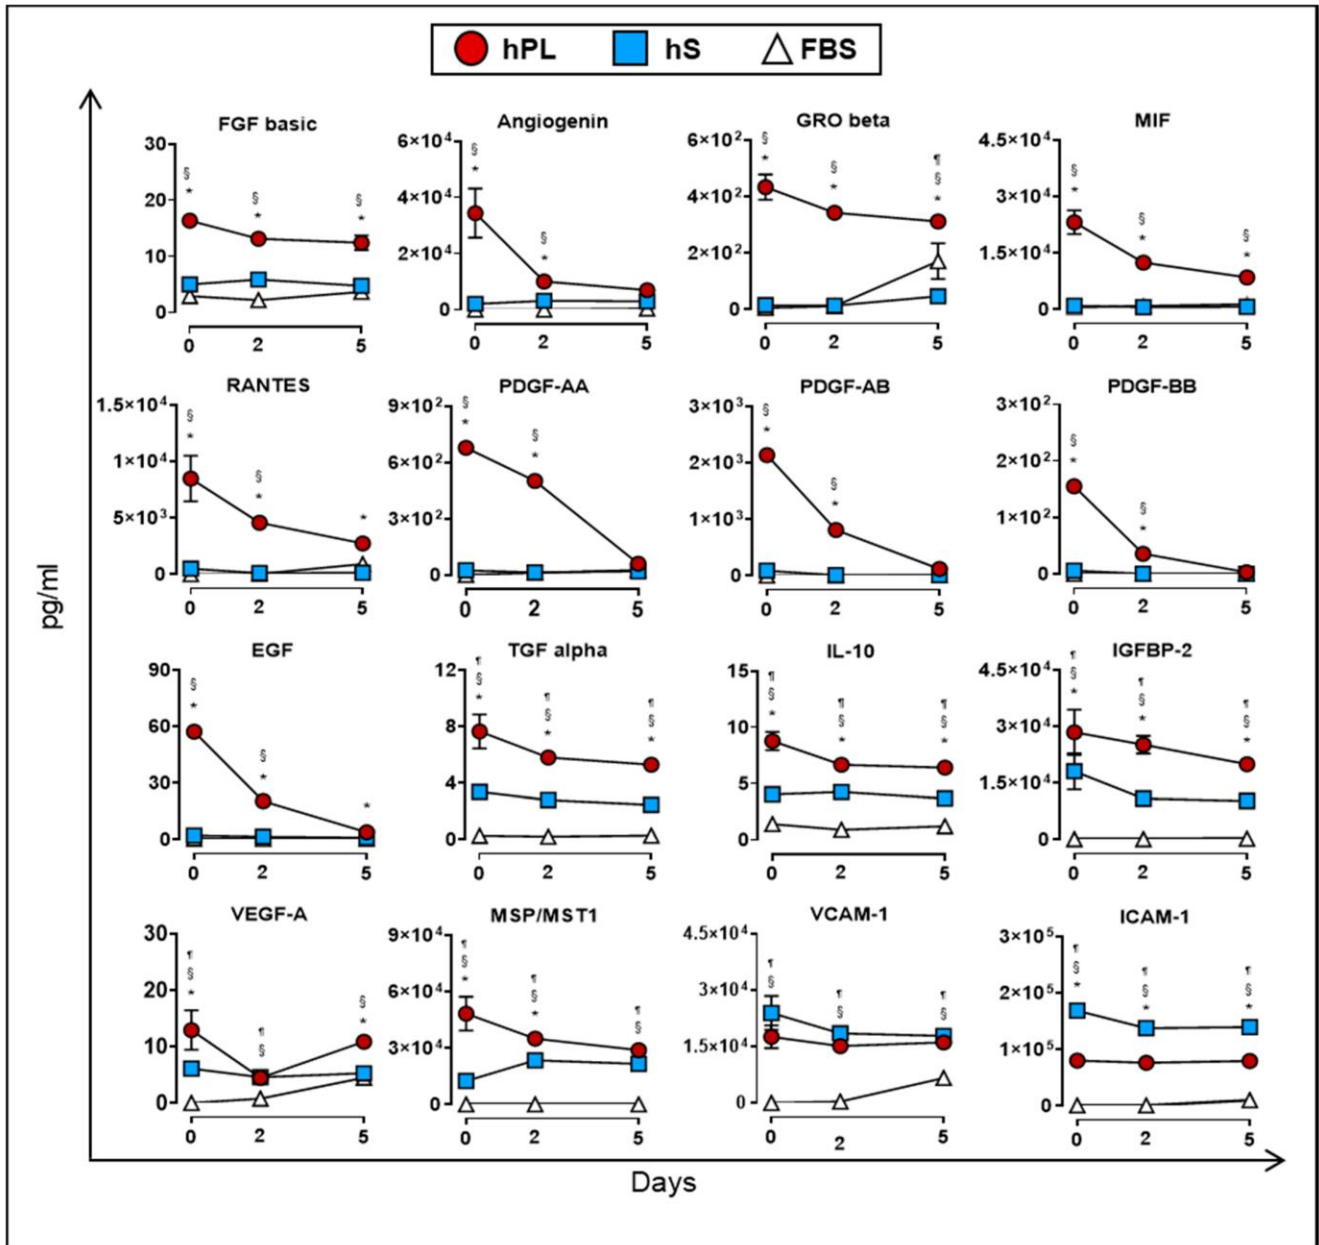 hPL hS FBS
FGF basic Angiogenin GRO beta MIF
30 6×10⁴ 6×10² 4.5×10⁴
20 4×10⁴ 4×10² 3×10⁴
10 2×10⁴ 2×10² 1.5×10⁴
0 0 0 0
§ § § § § § § ¶ § § §
* * * * * * * § * * *
*
0 2 5 0 2 5 0 2 5 0 2 5
RANTES PDGF-AA PDGF-AB PDGF-BB
1.5×10⁴ 9×10² 3×10³ 3×10²
1×10⁴ 6×10² 2×10³ 2×10²
5×10³ 3×10² 1×10³ 1×10²
0 0 0 0
§ § § § § § § §
* * * * * * * * *
0 2 5 0 2 5 0 2 5 0 2 5
EGF TGF alpha IL-10 IGFBP-2
90 12 15 4.5×10⁴
60 8 10 3×10⁴
30 4 5 1.5×10⁴
0 0 0 0
¶ ¶ ¶ ¶ ¶ ¶ ¶ ¶ ¶
§ § § § § § § § § § §
* * * * * * * * * * * *
0 2 5 0 2 5 0 2 5 0 2 5
VEGF-A MSP/MST1 VCAM-1 ICAM-1
30 9×10⁴ 4.5×10⁴ 3×10⁵
20 6×10⁴ 3×10⁴ 2×10⁵
10 3×10⁴ 1.5×10⁴ 1×10⁵
0 0 0 0
¶ ¶ ¶ ¶ ¶ ¶ ¶ ¶ ¶ ¶ ¶
§ § § § § § § § § § § §
* * * * * * *
0 2 5 0 2 5 0 2 5 0 2 5
pg/ml
Days